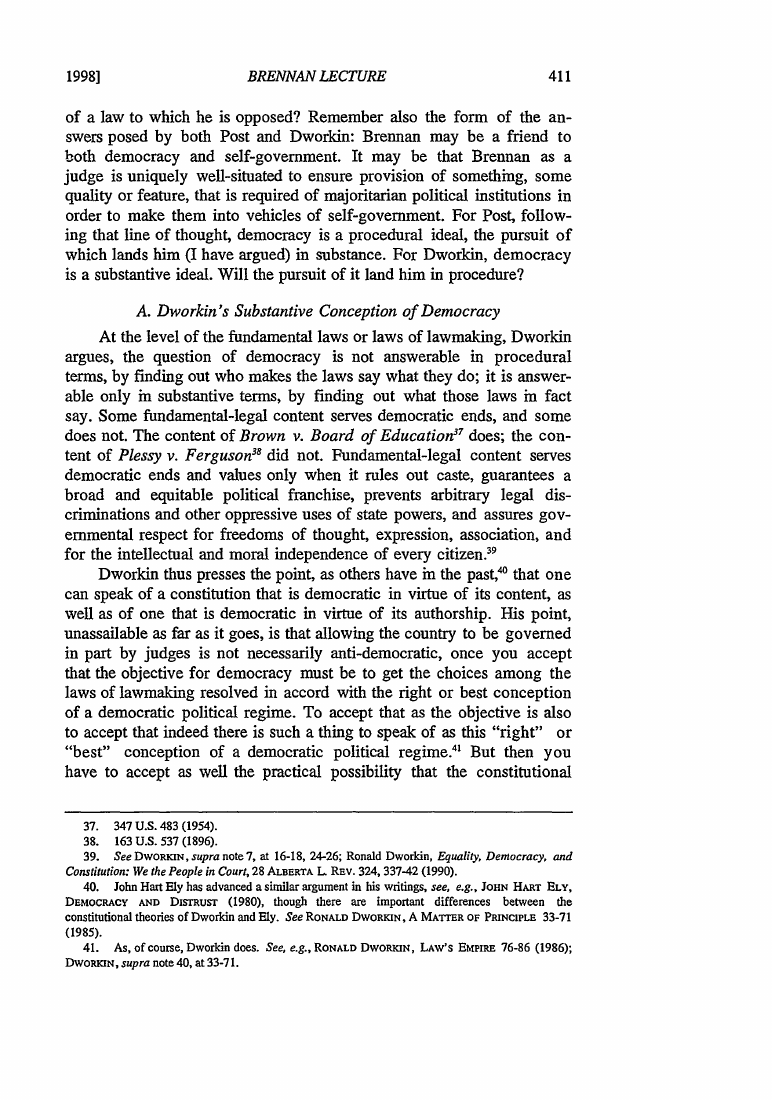 1998] BRENNAN LECTURE 411
of a law to which he is opposed? Remember also the form of the an-
swers posed by both Post and Dworkin: Brennan may be a friend to
both democracy and self-government. It may be that Brennan as a
judge is uniquely well-situated to ensure provision of something, some
quality or feature, that is required of majoritarian political institutions in
order to make them into vehicles of self-government. For Post, follow-
ing that line of thought, democracy is a procedural ideal, the pursuit of
which lands him (I have argued) in substance. For Dworkin, democracy
is a substantive ideal. Will the pursuit of it land him in procedure?
A. Dworkin's Substantive Conception of Democracy
At the level of the fundamental laws or laws of lawmaking, Dworkin
argues, the question of democracy is not answerable in procedural
terms, by finding out who makes the laws say what they do; it is answer-
able only in substantive terms, by finding out what those laws in fact
say. Some fundamental-legal content serves democratic ends, and some
does not. The content of Brown v. Board of Education37 does; the con-
tent of Plessy v. Ferguson38 did not. Fundamental-legal content serves
democratic ends and values only when it rules out caste, guarantees a
broad and equitable political franchise, prevents arbitrary legal dis-
criminations and other oppressive uses of state powers, and assures gov-
ernmental respect for freedoms of thought, expression, association, and
for the intellectual and moral independence of every citizen.39
Dworkin thus presses the point, as others have in the past,40 that one
can speak of a constitution that is democratic in virtue of its content, as
well as of one that is democratic in virtue of its authorship. His point,
unassailable as far as it goes, is that allowing the country to be governed
in part by judges is not necessarily anti-democratic, once you accept
that the objective for democracy must be to get the choices among the
laws of lawmaking resolved in accord with the right or best conception
of a democratic political regime. To accept that as the objective is also
to accept that indeed there is such a thing to speak of as this "right" or
"best" conception of a democratic political regime.41 But then you
have to accept as well the practical possibility that the constitutional
37. 347 U.S. 483 (1954).
38. 163 U.S. 537 (1896).
39. See DWORKIN, supra note 7, at 16-18, 24-26; Ronald Dworkin, Equality, Democracy, and
Constitution: We the People in Court, 28 ALBERTA L. REV. 324, 337-42 (1990).
40. John Hart Ely has advanced a similar argument in his writings, see, e.g., JOHN HART ELY,
DEMOCRACY AND DISTRUST (1980), though there are important differences between the
constitutional theories of Dworkin and Ely. See RONALD DWORKIN, A MATTER OF PRINCIPLE 33-71
(1985).
41. As, of course, Dworkin does. See, e.g., RONALD DWORKIN, LAW'S EMPIRE 76-86 (1986);
DWORKIN, supra note 40, at 33-71.